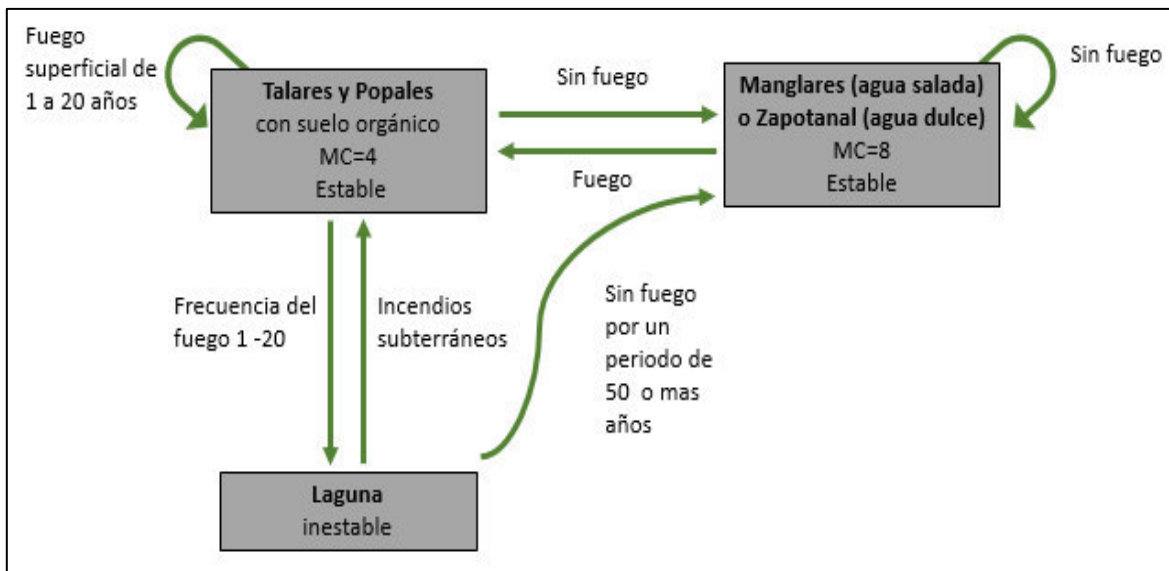 Fuego
superficial de
1 a 20 años
Talares y Popales
con suelo orgánico
MC=4
Estable
Sin fuego
Fuego
Manglares (agua salada)
o Zapotanal (agua dulce)
MC=8
Estable
Sin fuego
Frecuencia del
fuego 1 -20
Incendios
subterráneos
Sin fuego
por un
periodo de
50 o mas
años
Laguna
inestable